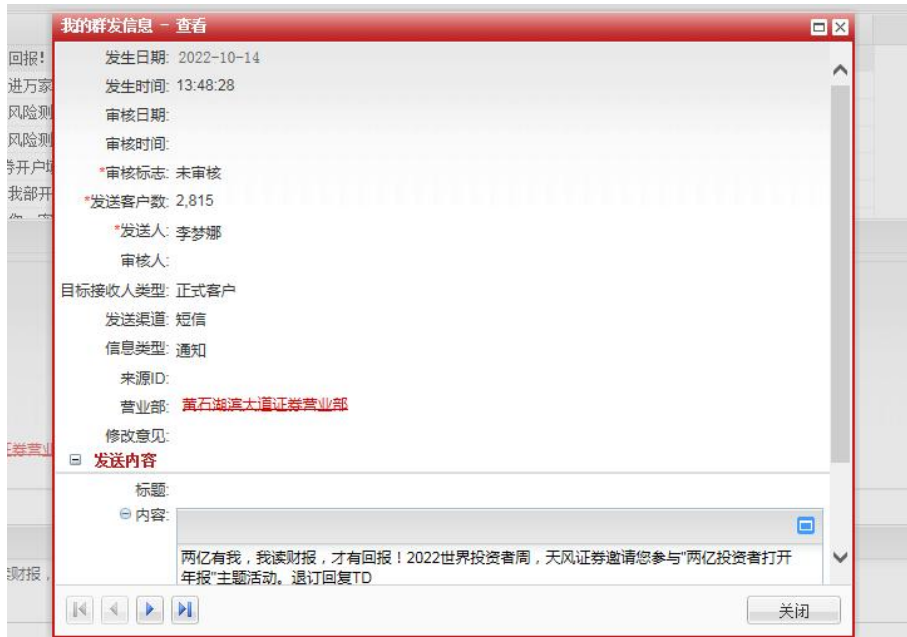 我的群发信息 - 查看
发生日期: 2022-10-14
发生时间: 13:48:28
审核日期:
审核时间:
*审核标志: 未审核
*发送客户数: 2,815
*发送人: 李梦娜
审核人:
目标接收人类型: 正式客户
发送渠道: 短信
信息类型: 通知
来源ID:
营业部: 黄石湖滨大道证券营业部
修改意见:
发送内容
标题:
内容:
两亿有我，我读财报，才有回报！2022世界投资者周，天风证券邀请您参与"两亿投资者打开
年报"主题活动。退订回复TD
关闭
回报!
进万家
风险测
风险测
券开户
我部开
证券营业
读财报，